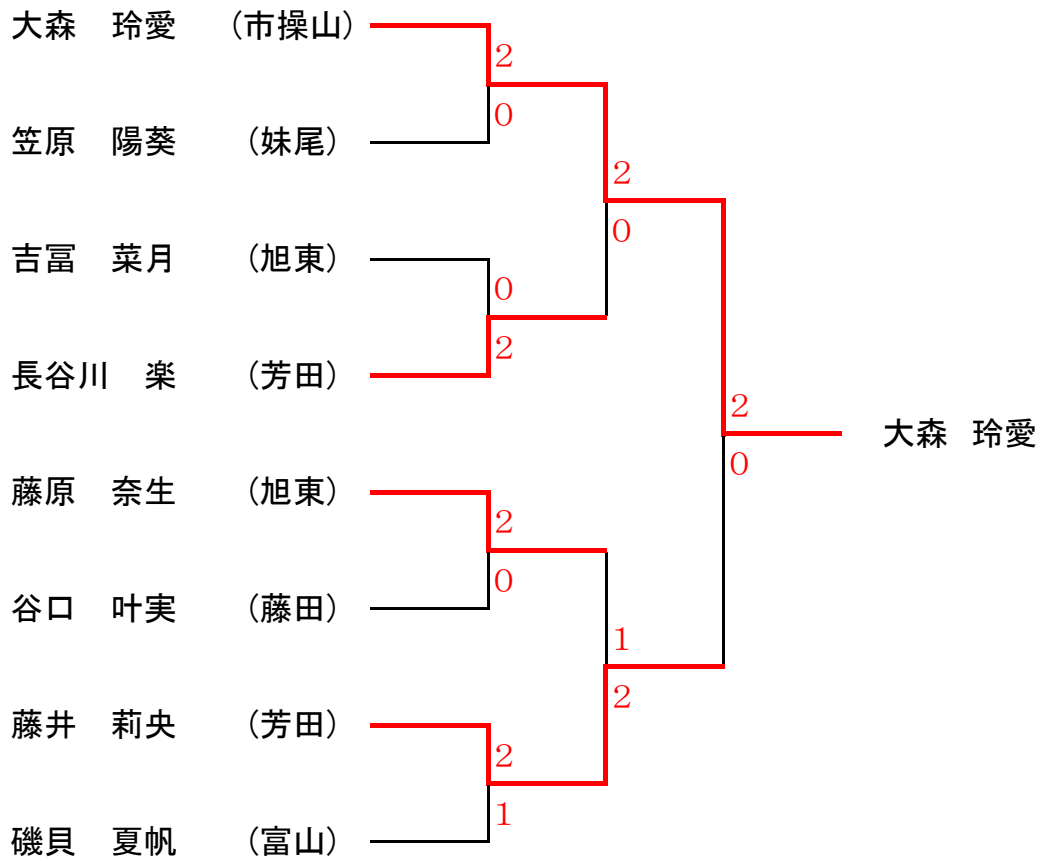 大森　玲愛　（市操山）
2
0
笠原　陽葵　（妹尾）
2
0
吉冨　菜月　（旭東）
0
2
長谷川　楽　（芳田）
2
0
大森　玲愛
藤原　奈生　（旭東）
2
0
谷口　叶実　（藤田）
1
2
藤井　莉央　（芳田）
2
1
磯貝　夏帆　（富山）